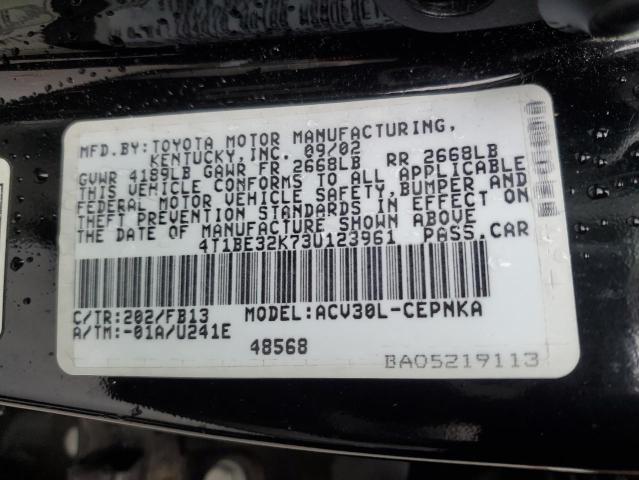 MFD.BY:TOYOTA MOTOR MANUFACTURING,
KENTUCKY,INC. 09/02
GVWR 4189LB GAWR FR 2668LB RR 2668LB
THIS VEHICLE CONFORMS TO ALL APPLICABLE
FEDERAL MOTOR VEHICLE SAFETY,BUMPER AND
THEFT PREVENTION STANDARDS IN EFFECT ON
THE DATE OF MANUFACTURE SHOWN ABOVE
4T1BE32K73U123961 PASS.CAR
C/TR:202/FB13 MODEL:ACV30L-CEPNKA
A/TM:-01A/U241E
48568
BA05219113